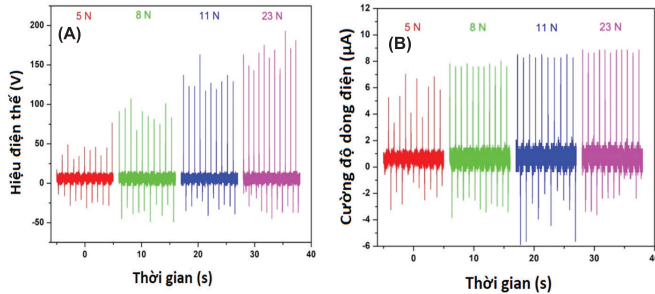 (A)
5 N 8 N 11 N 23 N
200
150
100
50
0
-50
Hiệu điện thế (V)
0 10 20 30 40
Thời gian (s)
(B)
5 N 8 N 11 N 23 N
12
10
8
6
4
2
0
-2
-4
-6
Cường độ dòng điện (µA)
0 10 20 30 40
Thời gian (s)